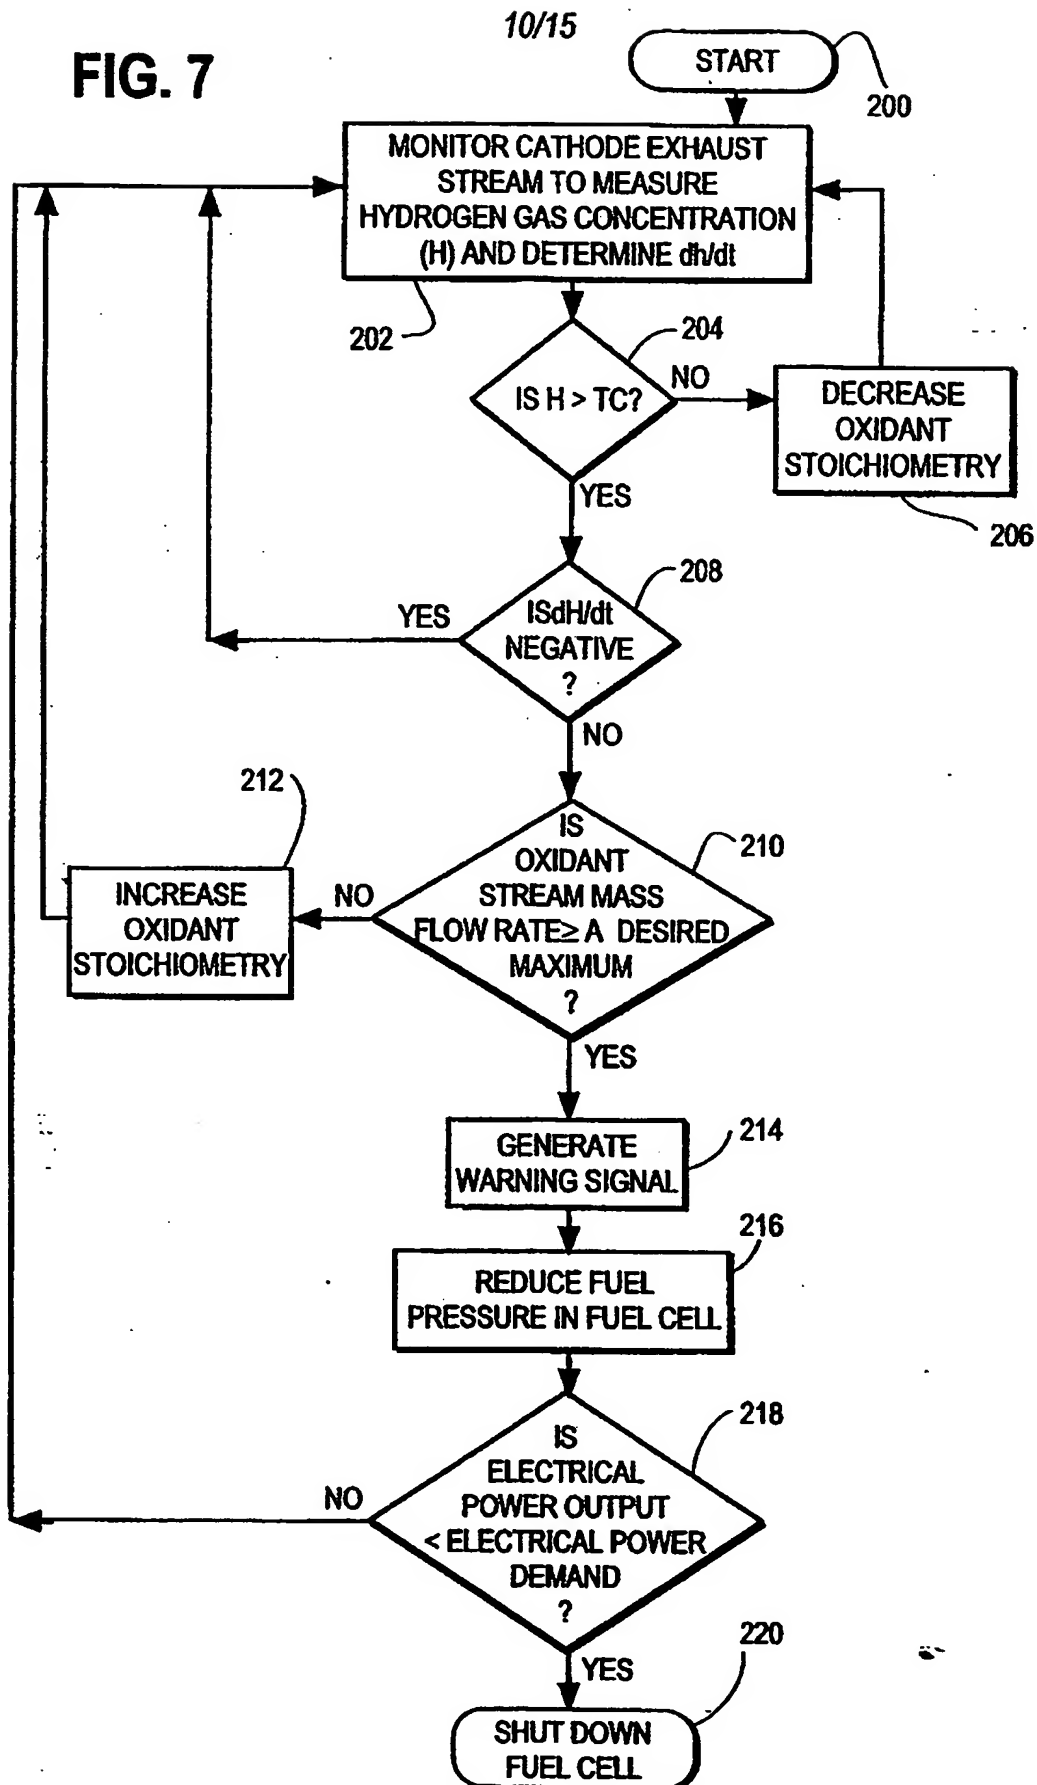 10/15
FIG. 7
START
200
MONITOR CATHODE EXHAUST
STREAM TO MEASURE
HYDROGEN GAS CONCENTRATION
(H) AND DETERMINE dh/dt
202
204
IS H > TC?
NO
DECREASE
OXIDANT
STOICHIOMETRY
206
YES
208
ISdH/dt
NEGATIVE
?
YES
NO
212
210
IS
OXIDANT
STREAM MASS
FLOW RATE≥ A DESIRED
MAXIMUM
?
NO
INCREASE
OXIDANT
STOICHIOMETRY
YES
GENERATE
WARNING SIGNAL
214
216
REDUCE FUEL
PRESSURE IN FUEL CELL
218
IS
ELECTRICAL
POWER OUTPUT
< ELECTRICAL POWER
DEMAND
?
NO
YES
220
SHUT DOWN
FUEL CELL